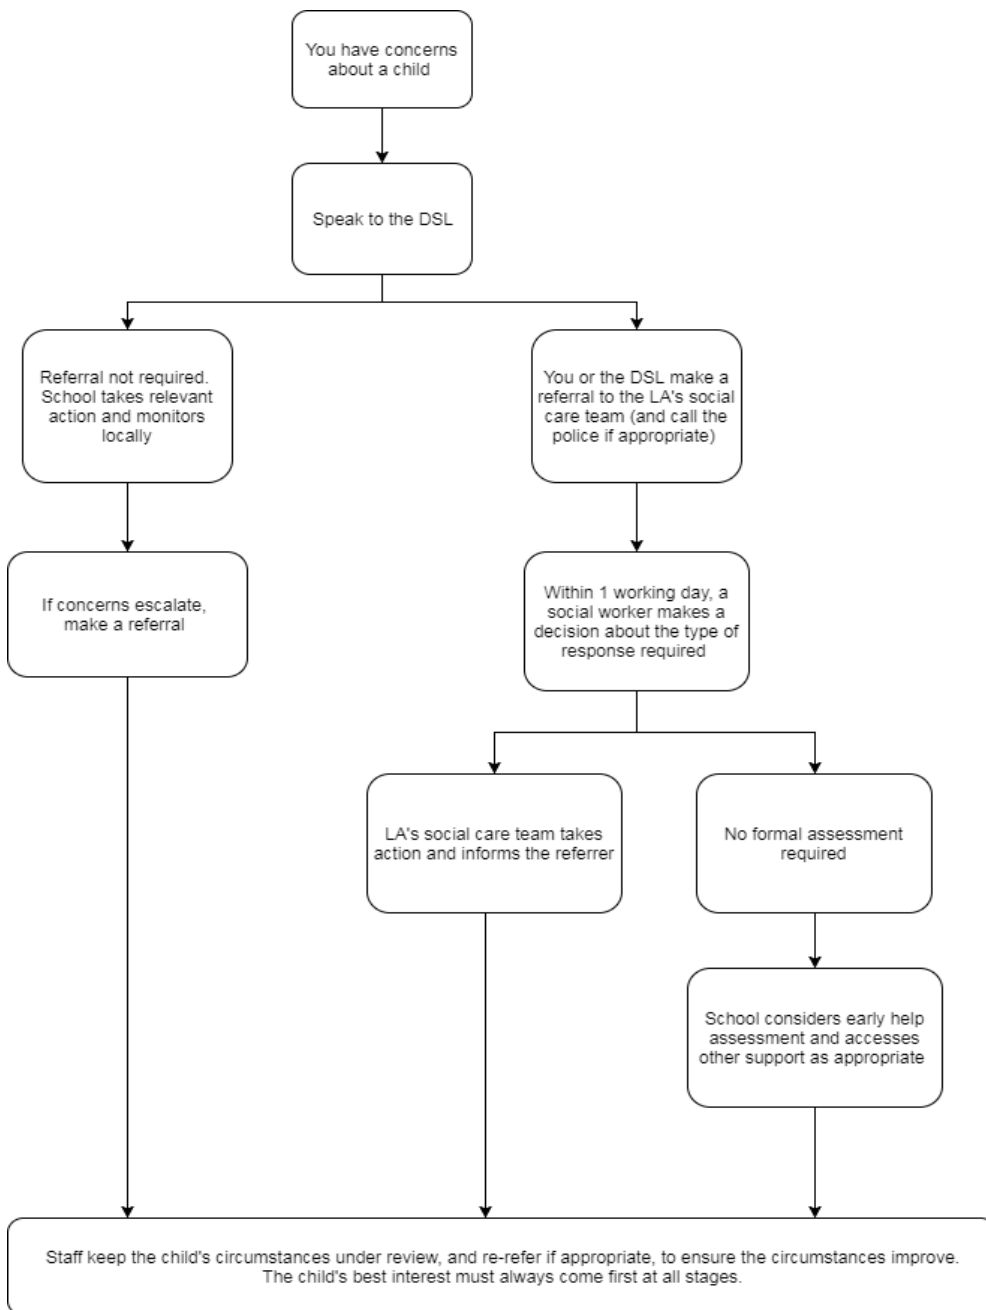 You have concerns
about a child
Speak to the DSL
Referral not required.
School takes relevant
action and monitors
locally
You or the DSL make a
referral to the LA's social
care team (and call the
police if appropriate)
If concerns escalate,
make a referral
Within 1 working day, a
social worker makes a
decision about the type of
response required
LA's social care team takes
action and informs the referrer
No formal assessment
required
School considers early help
assessment and accesses
other support as appropriate
Staff keep the child's circumstances under review, and re-refer if appropriate, to ensure the circumstances improve.
The child's best interest must always come first at all stages.